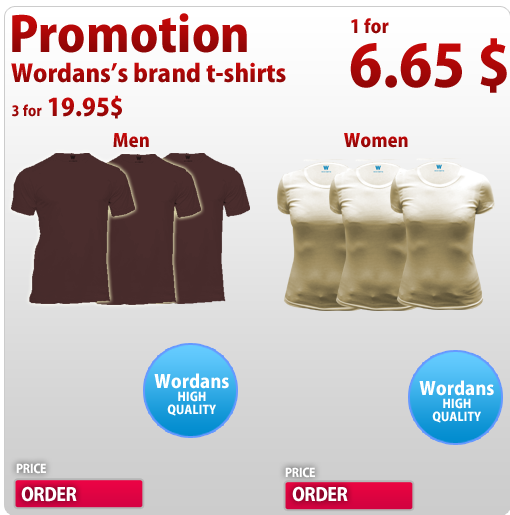 Promotion
1 for
6.65 $
Wordans's brand t-shirts
3 for 19.95$
Men
Women
W
Wordans
HIGH
QUALITY
Wordans
HIGH
QUALITY
PRICE
PRICE
ORDER
ORDER